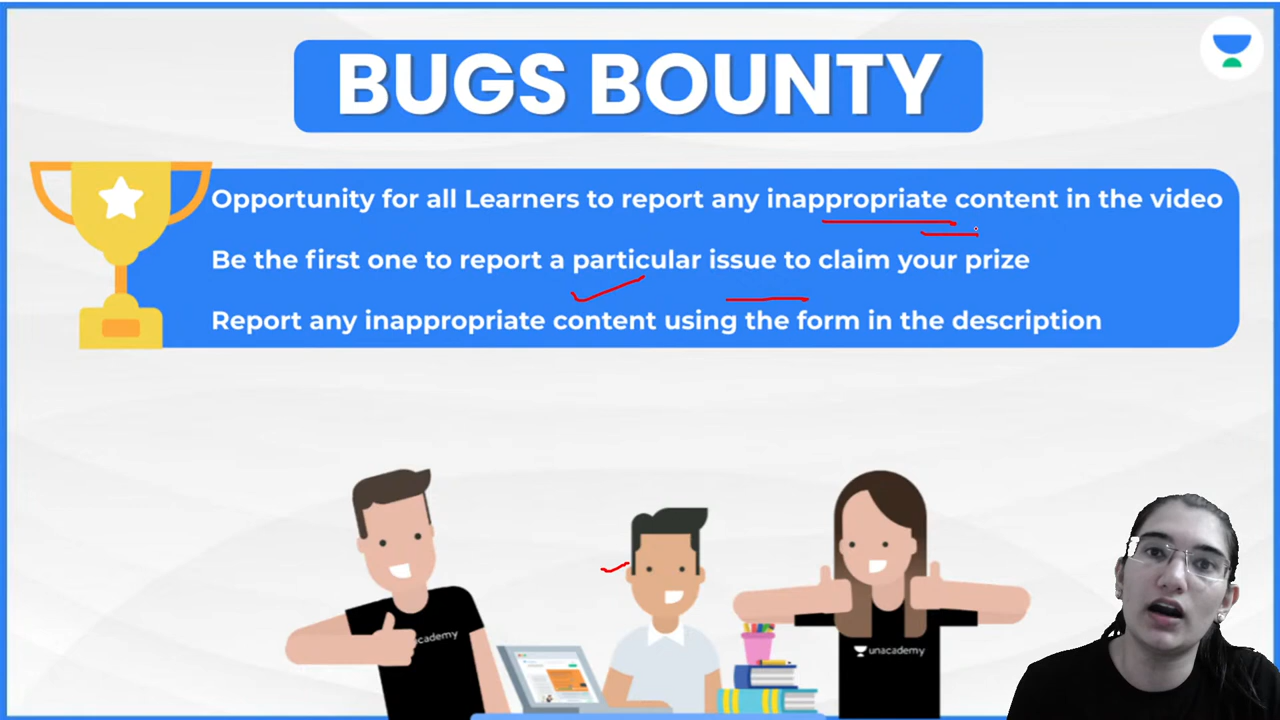 BUGS BOUNTY
Opportunity for all Learners to report any inappropriate content in the video
Be the first one to report a particular issue to claim your prize
Report any inappropriate content using the form in the description
unacademy